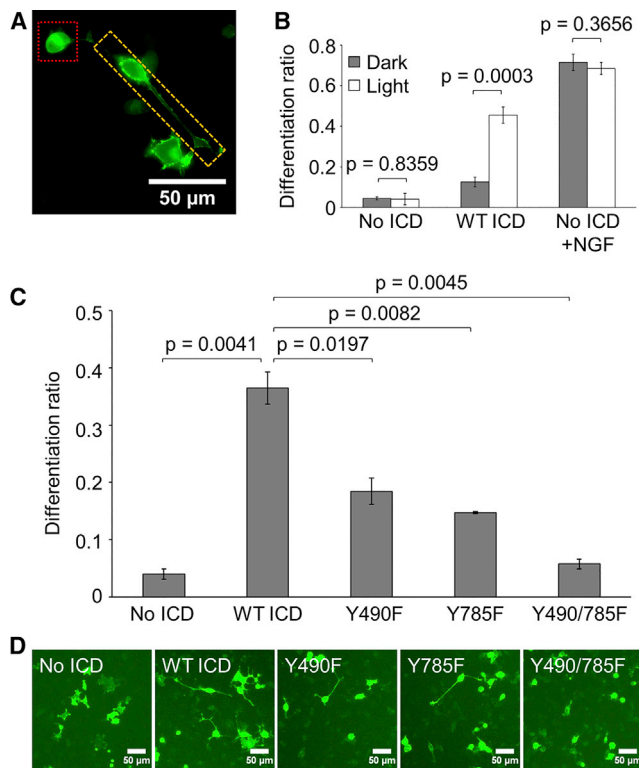 A
50 µm
B
Differentiation ratio
0.8
0.6
0.4
0.2
0
Dark
Light
p = 0.8359
p = 0.0003
p = 0.3656
No ICD
WT ICD
No ICD
+NGF
C
Differentiation ratio
0.5
0.4
0.3
0.2
0.1
0
p = 0.0045
p = 0.0082
p = 0.0041
p = 0.0197
No ICD
WT ICD
Y490F
Y785F
Y490/785F
D
No ICD
50 µm
WT ICD
50 µm
Y490F
50 µm
Y785F
50 µm
Y490/785F
50 µm